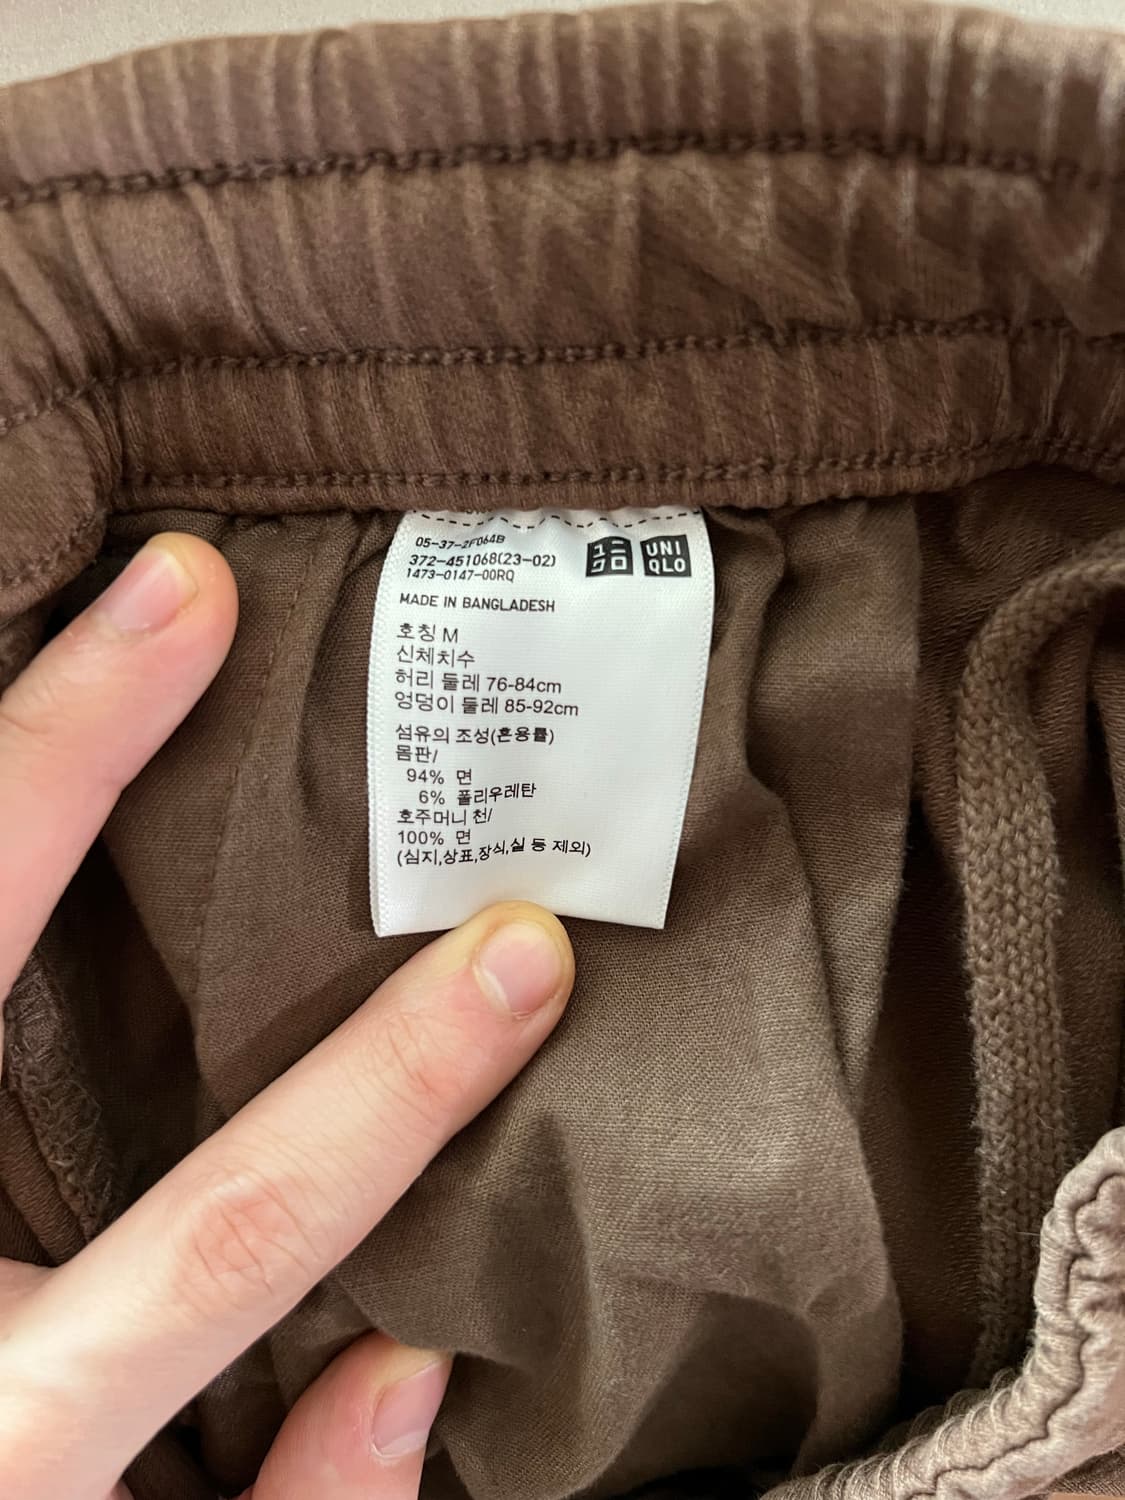 05-37-2F064B
372-451068(23-02)
1473-0147-00RQ
ユニ
クロ
UNI
QLO
MADE IN BANGLADESH
호칭 M
신체치수
허리 둘레 76-84cm
엉덩이 둘레 85-92cm
섬유의 조성(혼용률)
몸판/
94% 면
6% 폴리우레탄
호주머니 천/
100% 면
(심지,상표,장식,실 등 제외)